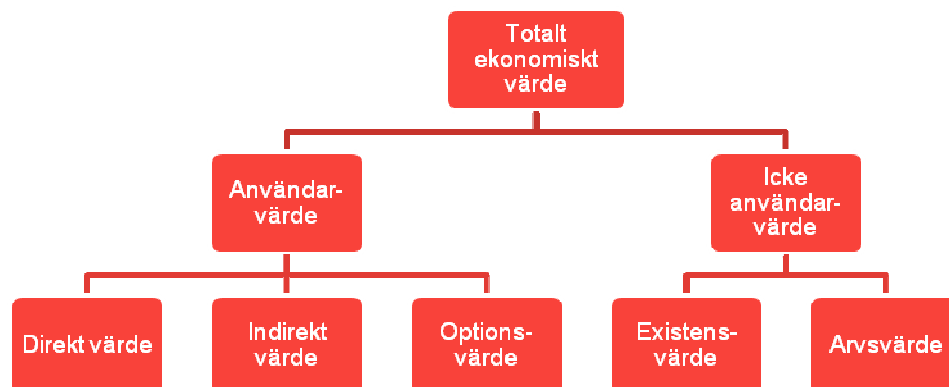 Totalt
ekonomiskt
värde
Användar-
värde
Icke
användar-
värde
Direkt värde
Indirekt
värde
Options-
värde
Existens-
värde
Arvsvärde